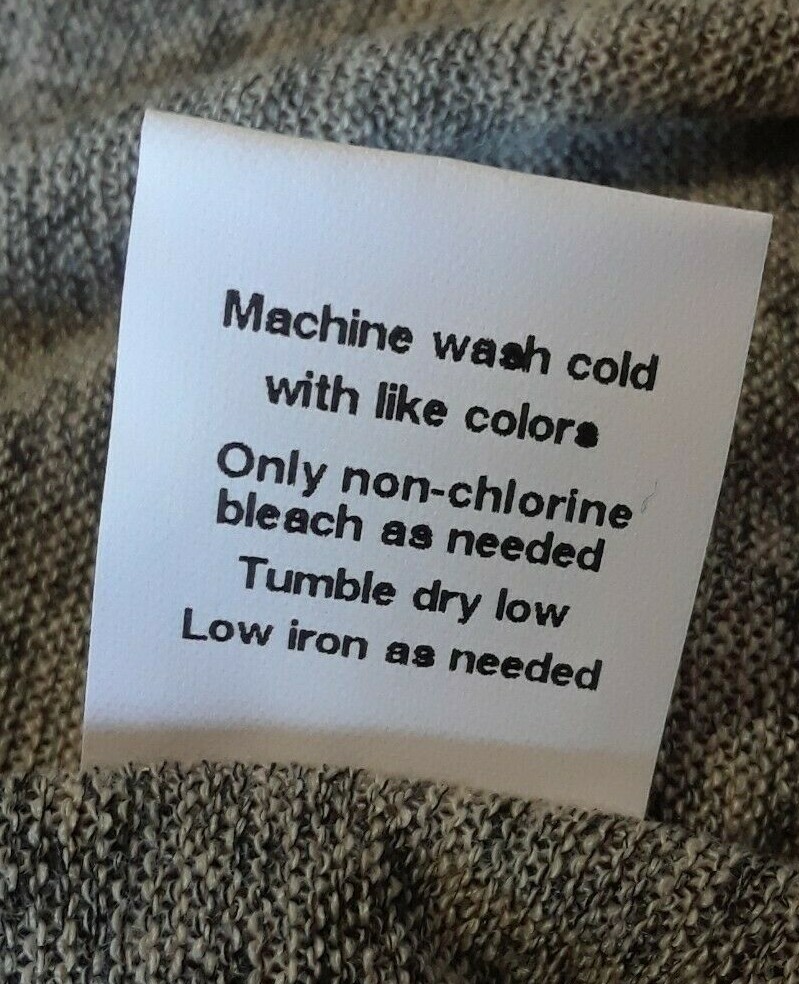 Machine wash cold
with like colors
Only non-chlorine
bleach as needed
Tumble dry low
Low iron as needed